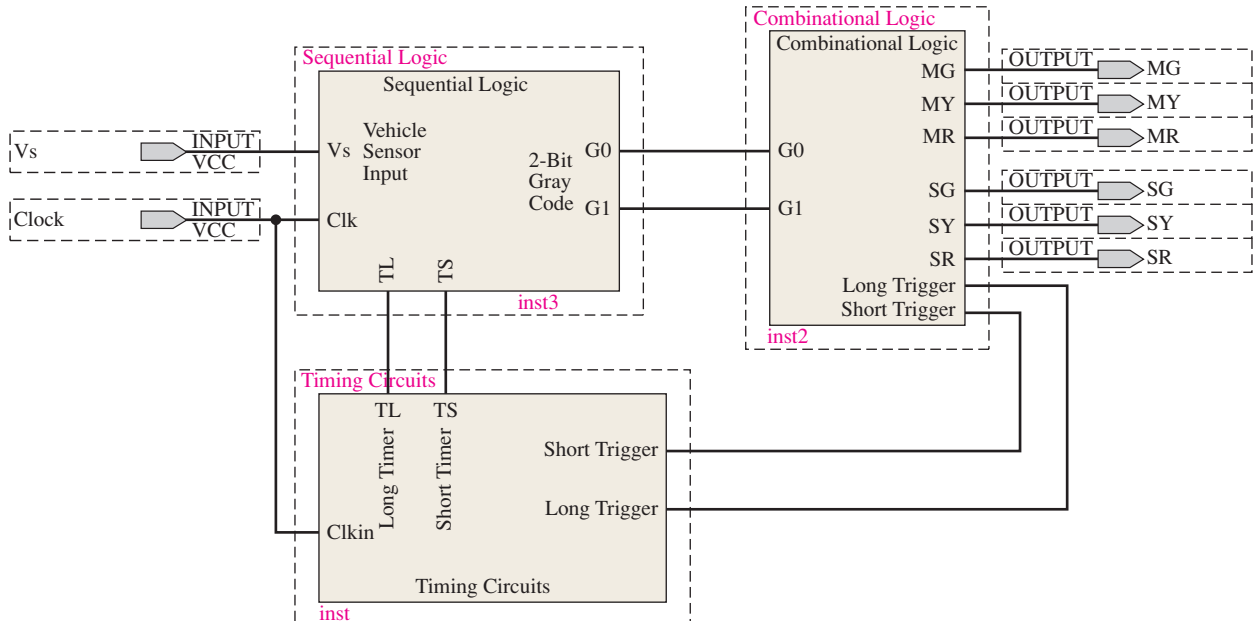 Combinational Logic
Combinational Logic
MG
MY
MR
SG
SY
SR
Long Trigger
Short Trigger
G0
G1
inst2
OUTPUT MG
OUTPUT MY
OUTPUT MR
OUTPUT SG
OUTPUT SY
OUTPUT SR
Sequential Logic
Sequential Logic
Vs
INPUT
VCC
Vs
Vehicle
Sensor
Input
2-Bit
Gray
Code
G0
G1
Clock
INPUT
VCC
Clk
TL
TS
inst3
Timing Circuits
TL
TS
Long Timer
Short Timer
Short Trigger
Long Trigger
Clkin
Timing Circuits
inst